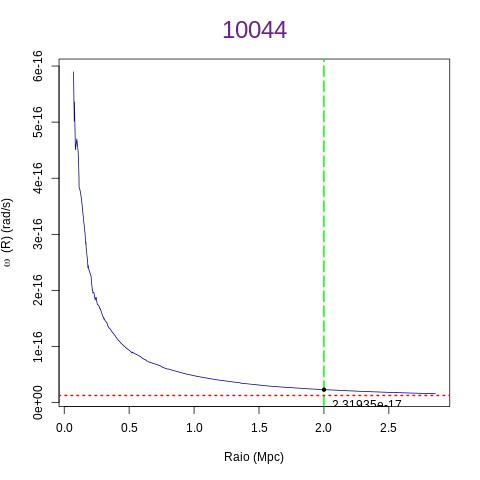 10044
ω (R) (rad/s)
6e-16
5e-16
4e-16
3e-16
2e-16
1e-16
0e+00
2.31935e-17
0.0 0.5 1.0 1.5 2.0 2.5
Raio (Mpc)